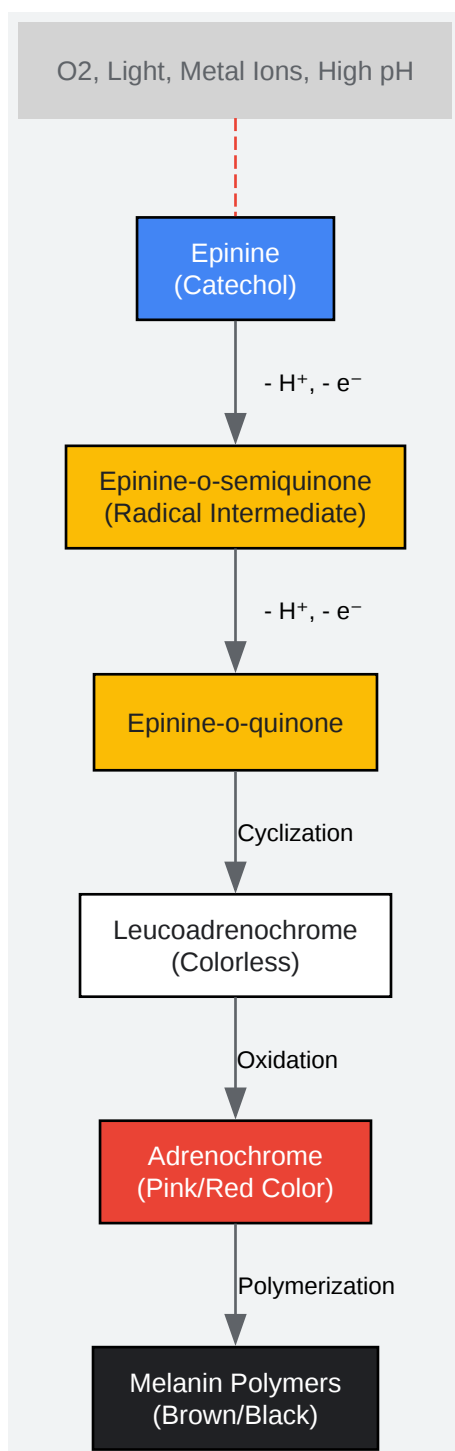 O2, Light, Metal Ions, High pH
Epinine
(Catechol)
- H⁺, - e⁻
Epinine-o-semiquinone
(Radical Intermediate)
- H⁺, - e⁻
Epinine-o-quinone
Cyclization
Leucoadrenochrome
(Colorless)
Oxidation
Adrenochrome
(Pink/Red Color)
Polymerization
Melanin Polymers
(Brown/Black)